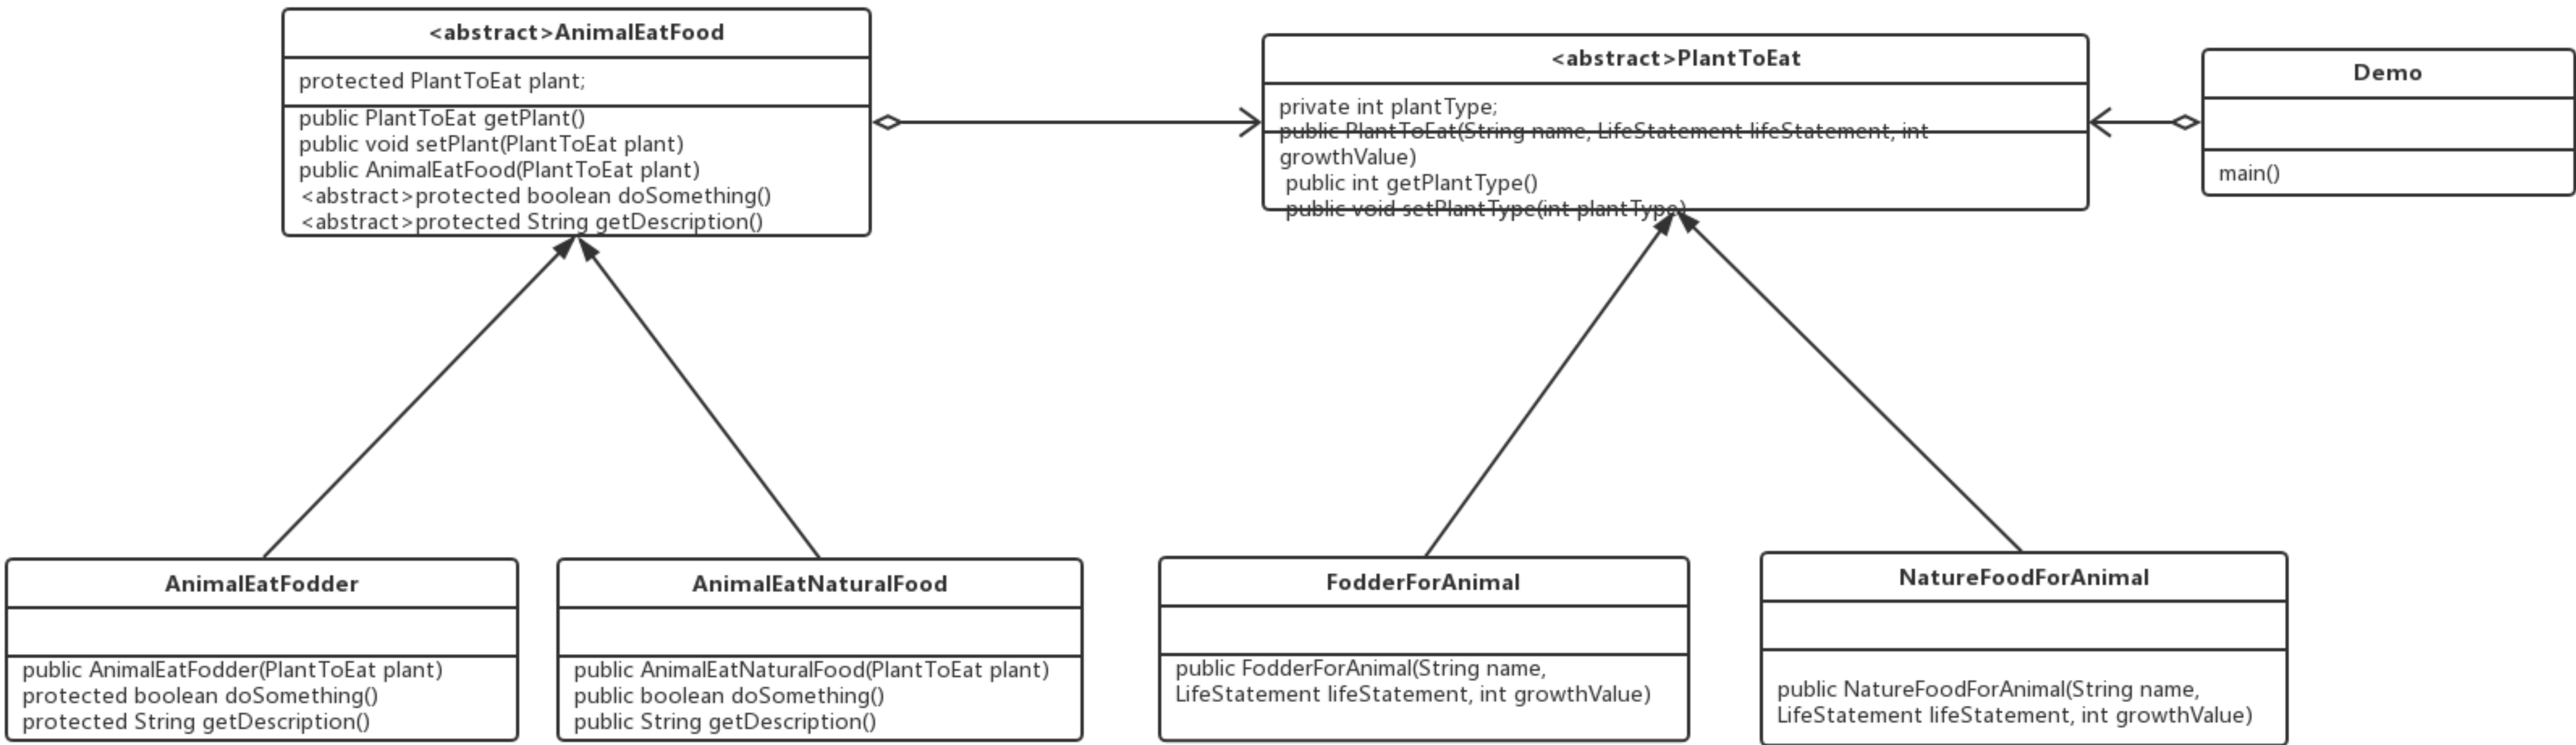 <abstract>AnimalEatFood
protected PlantToEat plant;
public PlantToEat getPlant()
public void setPlant(PlantToEat plant)
public AnimalEatFood(PlantToEat plant)
<abstract>protected boolean doSomething()
<abstract>protected String getDescription()
<abstract>PlantToEat
private int plantType;
public PlantToEat(String name, LifeStatement lifeStatement, int
growthValue)
public int getPlantType()
public void setPlantType(int plantType)
Demo
main()
AnimalEatFodder
public AnimalEatFodder(PlantToEat plant)
protected boolean doSomething()
protected String getDescription()
AnimalEatNaturalFood
public AnimalEatNaturalFood(PlantToEat plant)
public boolean doSomething()
public String getDescription()
FodderForAnimal
public FodderForAnimal(String name,
LifeStatement lifeStatement, int growthValue)
NatureFoodForAnimal
public NatureFoodForAnimal(String name,
LifeStatement lifeStatement, int growthValue)